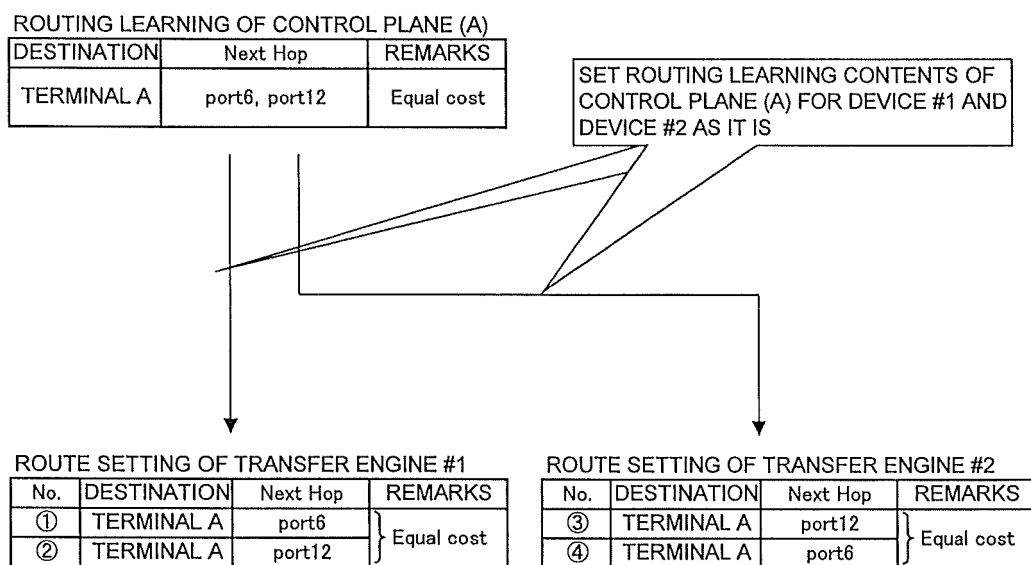 ROUTING LEARNING OF CONTROL PLANE (A)
DESTINATION Next Hop REMARKS
TERMINAL A port6, port12 Equal cost
SET ROUTING LEARNING CONTENTS OF
CONTROL PLANE (A) FOR DEVICE #1 AND
DEVICE #2 AS IT IS
ROUTE SETTING OF TRANSFER ENGINE #1
No. DESTINATION Next Hop REMARKS
① TERMINAL A port6
② TERMINAL A port12
Equal cost
ROUTE SETTING OF TRANSFER ENGINE #2
No. DESTINATION Next Hop REMARKS
③ TERMINAL A port12
④ TERMINAL A port6
Equal cost